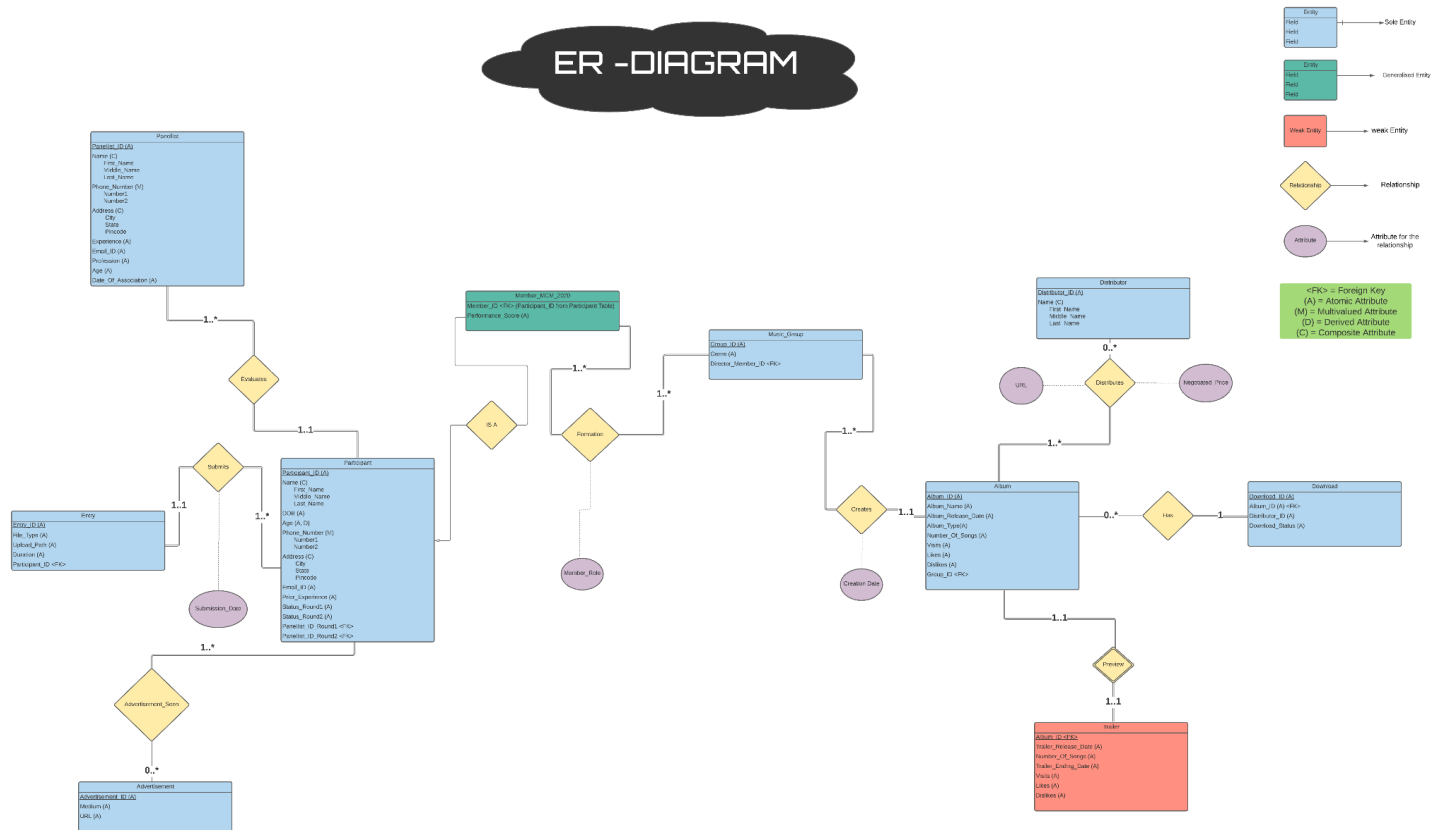 ER -DIAGRAM
Entity
Field
Field
Field
Sole Entity
Entity
Field
Field
Field
Generalised Entity
Weak Entity
weak Entity
Relationship
Relationship
Attribute
Attribute for the
relationship
<FK> = Foreign Key
(A) = Atomic Attribute
(M) = Multivalued Attribute
(D) = Derived Attribute
(C) = Composite Attribute
Panellist
Panellist_ID (A)
Name (C)
First_Name
Middle_Name
Last_Name
Phone_Number (M)
Number1
Number2
Address (C)
City
State
Pincode
Experience (A)
Email_ID (A)
Profession (A)
Age (A)
Date_Of_Association (A)
1..*
Evaluates
1..1
Submits
1..1
1..*
Submission_Date
Entry
Entry_ID (A)
File_Type (A)
Upload_Path (A)
Duration (A)
Participant_ID <FK>
Participant
Participant_ID (A)
Name (C)
First_Name
Middle_Name
Last_Name
DOB (A)
Age (A, D)
Phone_Number (M)
Number1
Number2
Address (C)
City
State
Pincode
Email_ID (A)
Prior_Experience (A)
Status_Round1 (A)
Status_Round2 (A)
Panellist_ID_Round1 <FK>
Panellist_ID_Round2 <FK>
1..*
Advertisement_Seen
0..*
Advertisement
Advertisement_ID (A)
Medium (A)
URL (A)
Member_MCM_2020
Member_ID <FK> (Participant_ID from Participant Table)
Performance_Score (A)
IS A
1..*
Formation
1..*
Member_Role
Music_Group
Group_ID (A)
Genre (A)
Director_Member_ID <FK>
1..*
Creates
1..1
Creation Date
Distributor
Distributor_ID (A)
Name (C)
First_Name
Middle_Name
Last_Name
0..*
URL
Distributes
Negotiated_Price
1..*
Album
Album_ID (A)
Album_Name (A)
Album_Release_Date (A)
Album_Type(A)
Number_Of_Songs (A)
Visits (A)
Likes (A)
Dislikes (A)
Group_ID <FK>
0..*
Has
1
Download
Download_ID (A)
Album_ID (A) <FK>
Distributor_ID (A)
Download_Status (A)
1..1
Preview
1..1
Trailer
Album_ID <FK>
Trailer_Release_Date (A)
Number_Of_Songs (A)
Trailer_Ending_Date (A)
Visits (A)
Likes (A)
Dislikes (A)